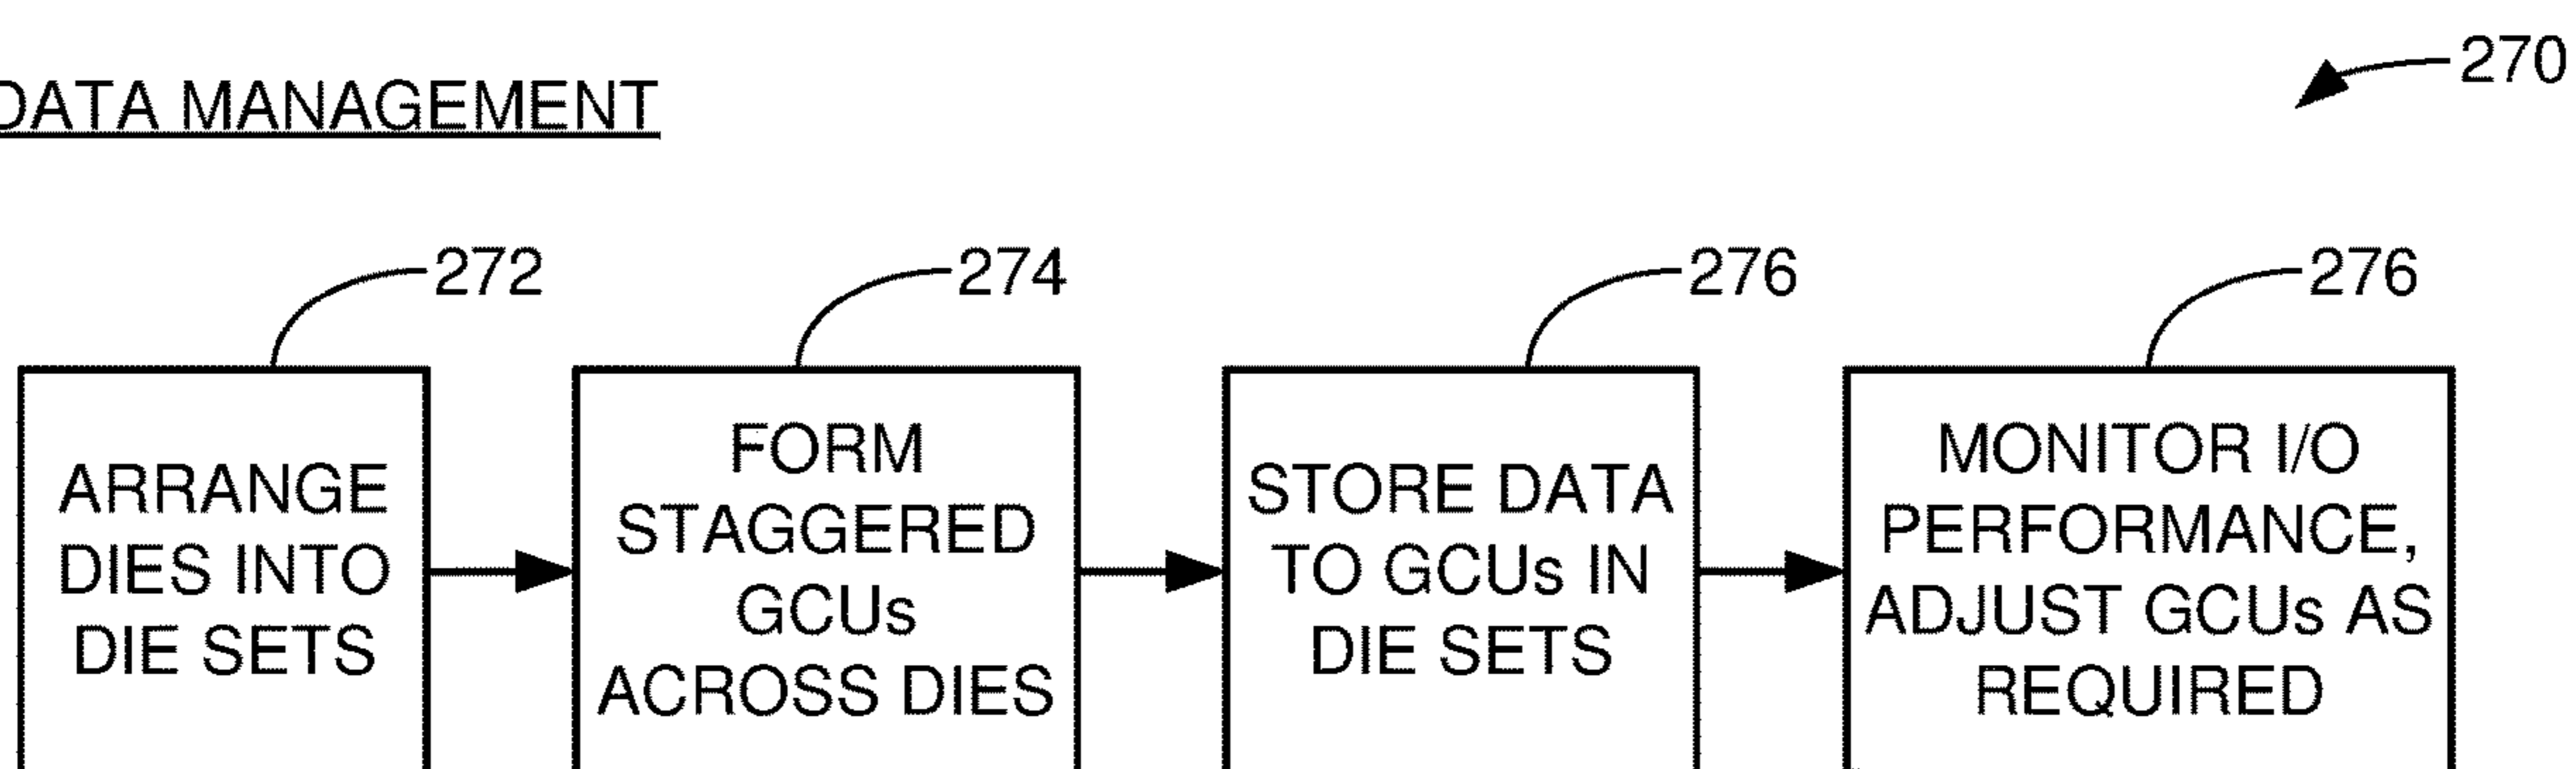 DATA MANAGEMENT
270
272
274
276
276
ARRANGE
DIES INTO
DIE SETS
FORM
STAGGERED
GCUs
ACROSS DIES
STORE DATA
TO GCUs IN
DIE SETS
MONITOR I/O
PERFORMANCE,
ADJUST GCUs AS
REQUIRED